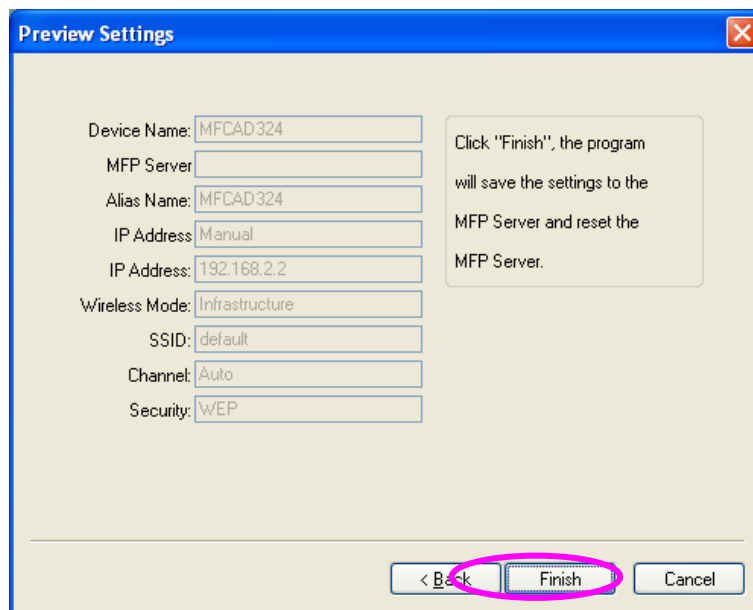 Preview Settings
Device Name: MFCAD324
MFP Server
Alias Name: MFCAD324
IP Address Manual
IP Address: 192.168.2.2
Wireless Mode: Infrastructure
SSID: default
Channel: Auto
Security: WEP
Click "Finish", the program
will save the settings to the
MFP Server and reset the
MFP Server.
< Back
Finish
Cancel